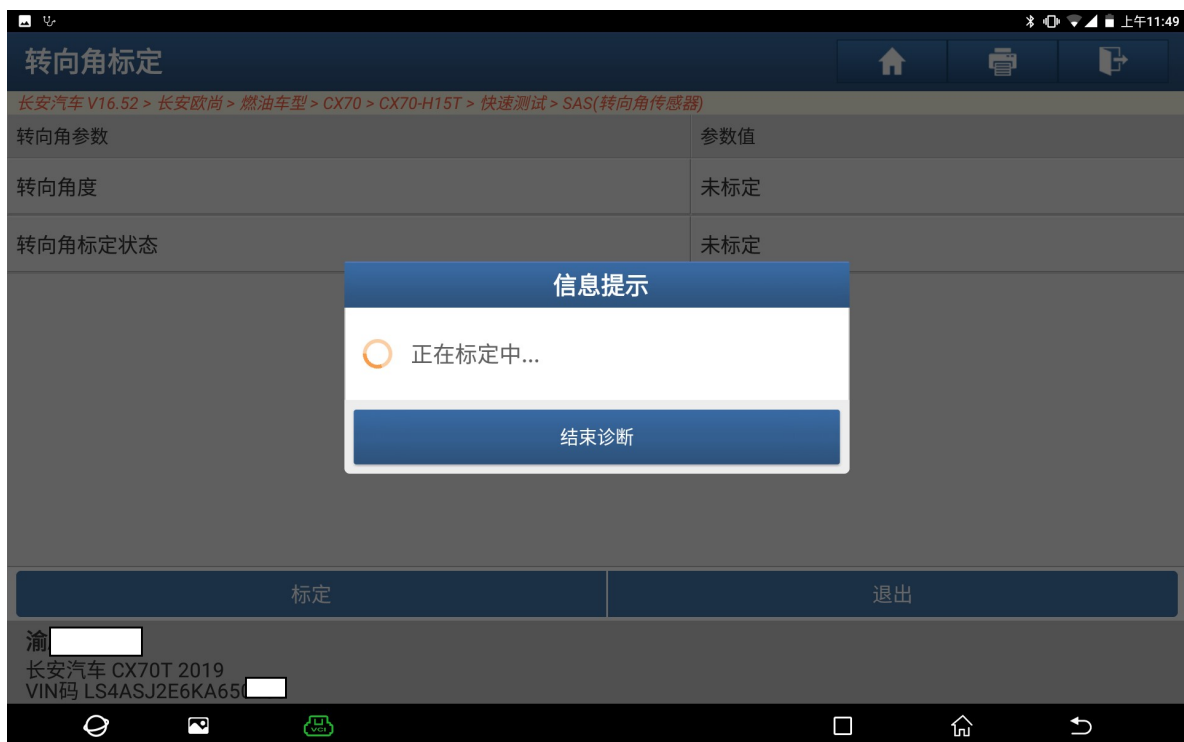 上午11:49
转向角标定
长安汽车 V16.52 > 长安欧尚 > 燃油车型 > CX70 > CX70-H15T > 快速测试 > SAS(转向角传感器)
转向角参数 参数值
转向角度 未标定
转向角标定状态 未标定
信息提示
正在标定中...
结束诊断
标定 退出
渝
长安汽车 CX70T 2019
VIN码 LS4ASJ2E6KA650
VCI